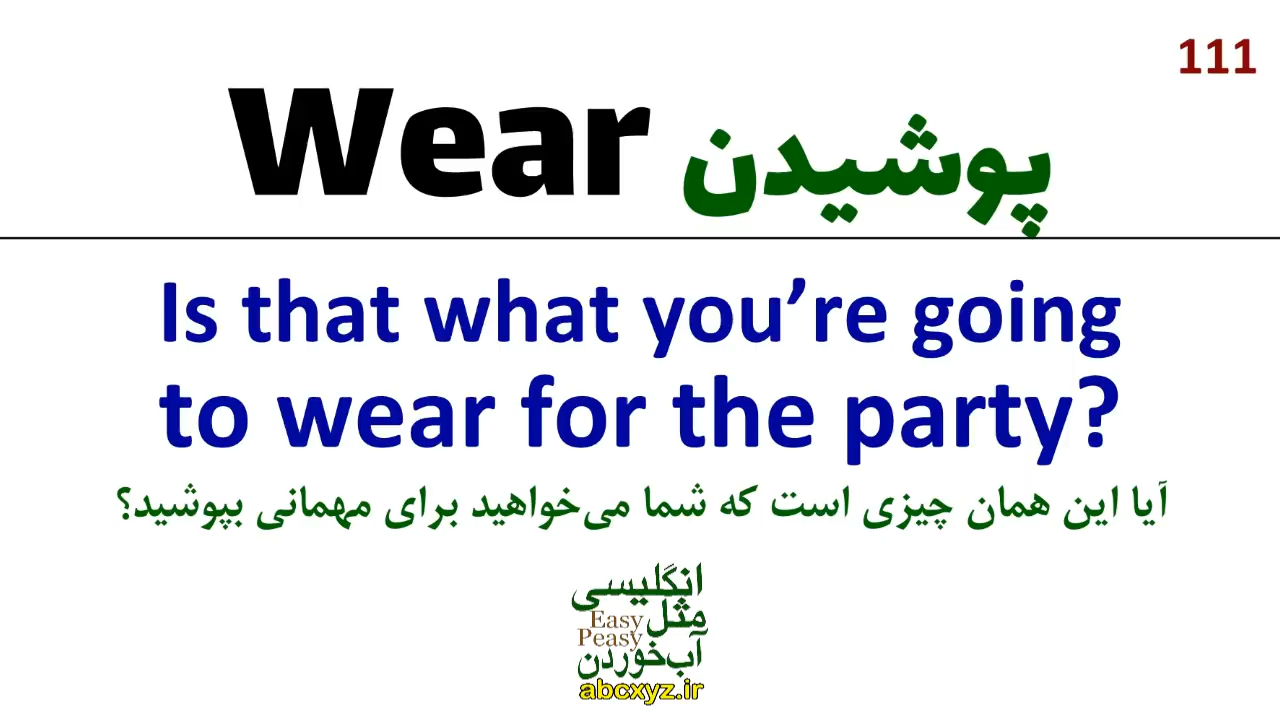 111
Wear پوشیدن
Is that what you’re going
to wear for the party?
آیا این همان چیزی است که شما می‌خواهید برای مهمانی بپوشید؟
انگلیسی
مثل
Easy
Peasy
آب‌خوردن
abcxyz.ir